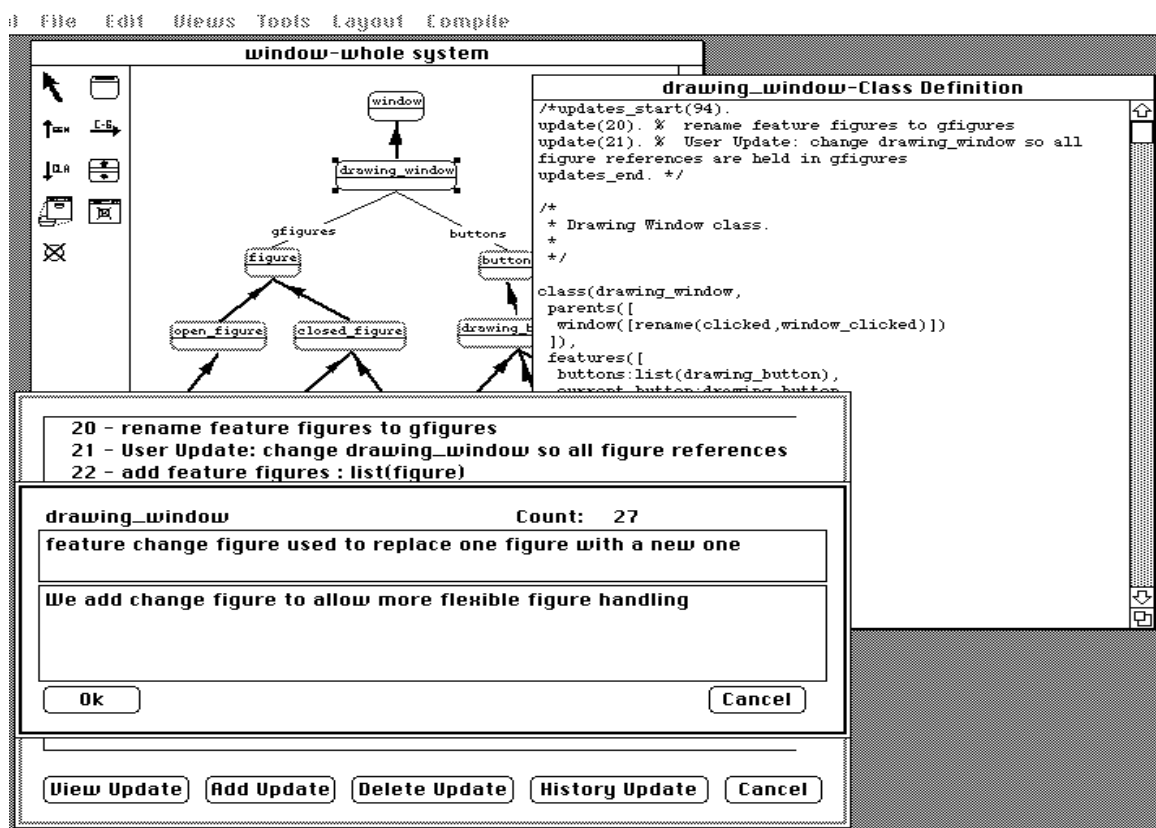 File Edit Views Tools Layout Compile
window-whole system
window
drawing_window
gfigures
buttons
figure
button
open_figure
closed_figure
drawing_b
drawing_window-Class Definition
/*updates_start(94).
update(20). %  rename feature figures to gfigures
update(21). %  User Update: change drawing_window so all
figure references are held in gfigures
updates_end. */
/*
* Drawing Window class.
*
*/
class(drawing_window,
parents([
window([rename(clicked,window_clicked)])
]),
features([
buttons:list(drawing_button),
current_button:drawing_button
20 - rename feature figures to gfigures
21 - User Update: change drawing_window so all figure references
22 - add feature figures : list(figure)
drawing_window Count: 27
feature change figure used to replace one figure with a new one
We add change figure to allow more flexible figure handling
Ok Cancel
View Update Add Update Delete Update History Update Cancel